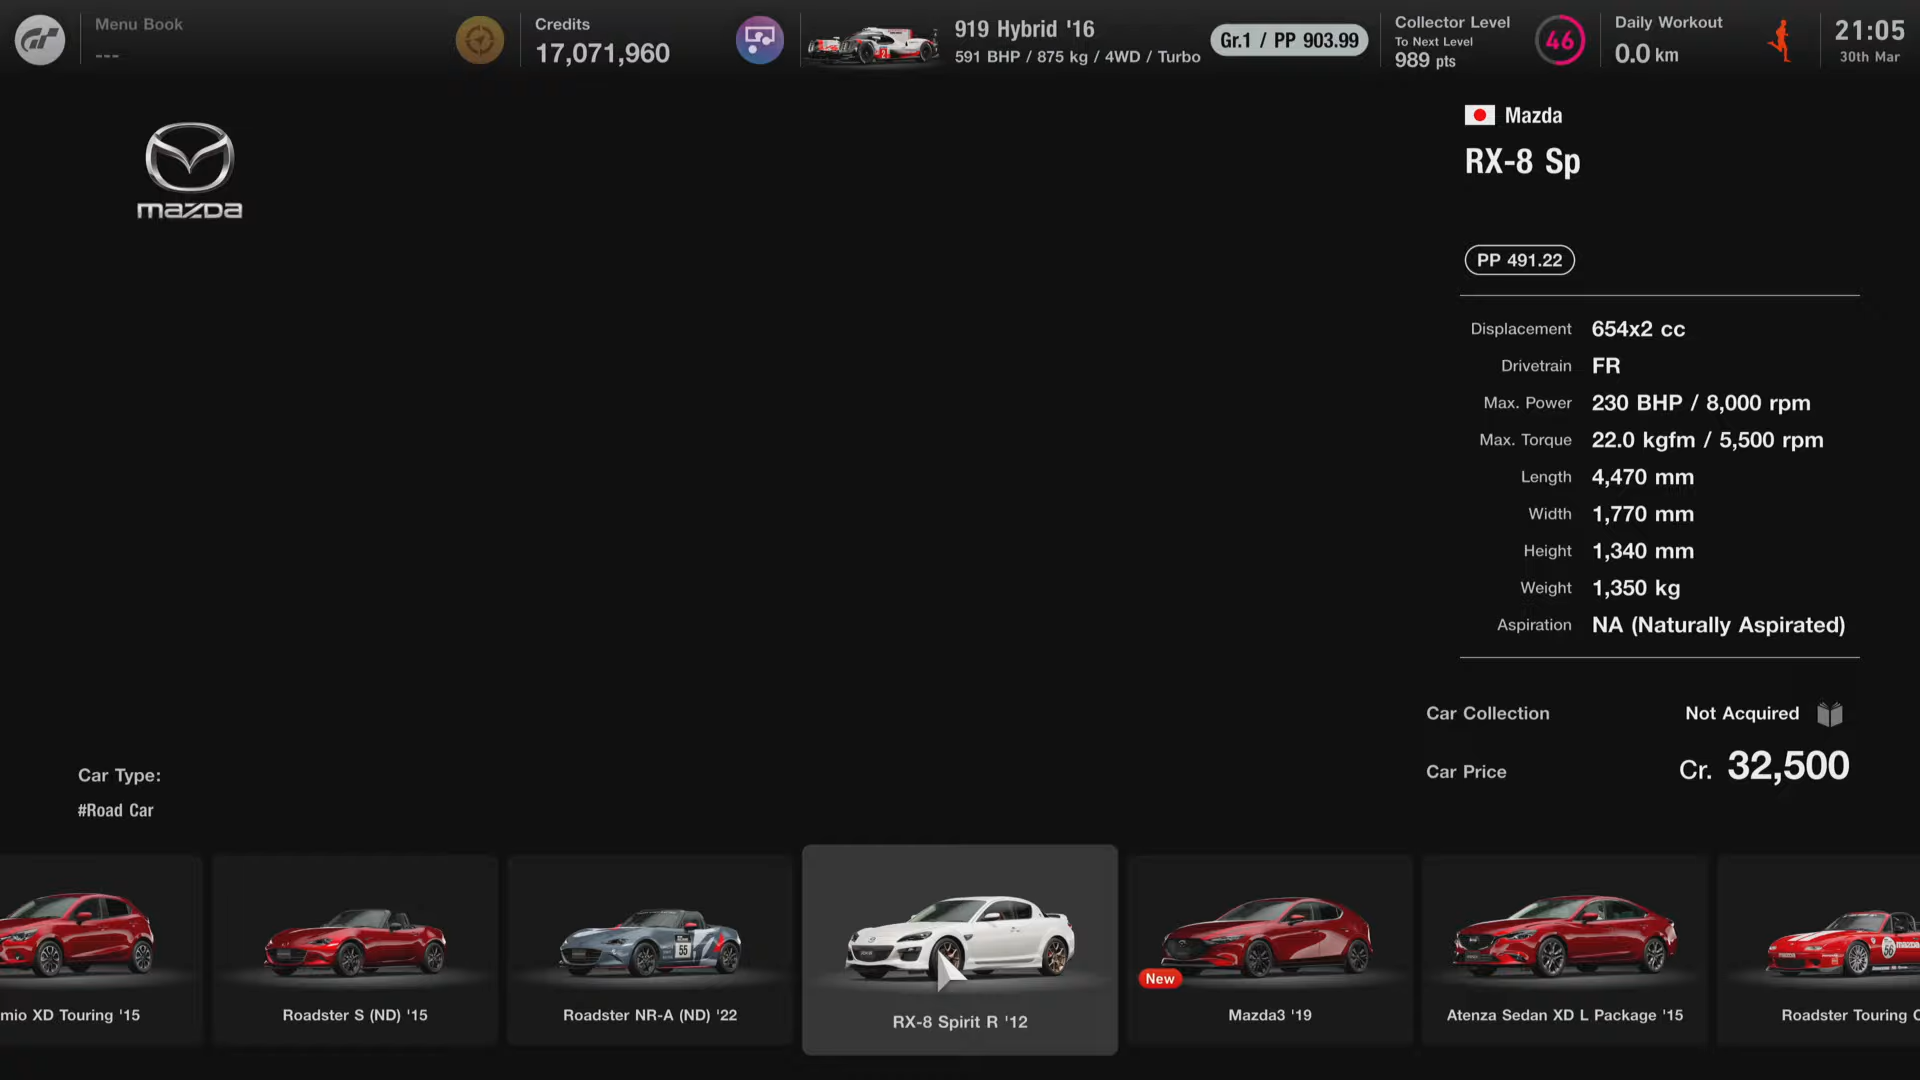 Menu Book
---
Credits
17,071,960
919 Hybrid '16
591 BHP / 875 kg / 4WD / Turbo
Gr.1 / PP 903.99
Collector Level
To Next Level
989 pts
46
Daily Workout
0.0 km
21:05
30th Mar
mazda
Mazda
RX-8 Sp
PP 491.22
Displacement 654x2 cc
Drivetrain FR
Max. Power 230 BHP / 8,000 rpm
Max. Torque 22.0 kgfm / 5,500 rpm
Length 4,470 mm
Width 1,770 mm
Height 1,340 mm
Weight 1,350 kg
Aspiration NA (Naturally Aspirated)
Car Collection Not Acquired
Car Price Cr. 32,500
Car Type:
#Road Car
mio XD Touring '15
Roadster S (ND) '15
55
Roadster NR-A (ND) '22
RX-8 Spirit R '12
New
Mazda3 '19
Atenza Sedan XD L Package '15
Roadster Touring C